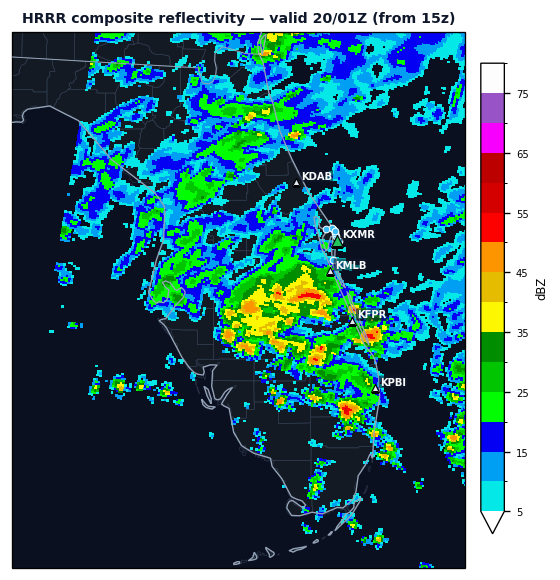 HRRR composite reflectivity — valid 20/01Z (from 15z)
75
65
55
45
35
25
15
5
dBZ
KDAB
KXMR
KMLB
KFPR
KPBI